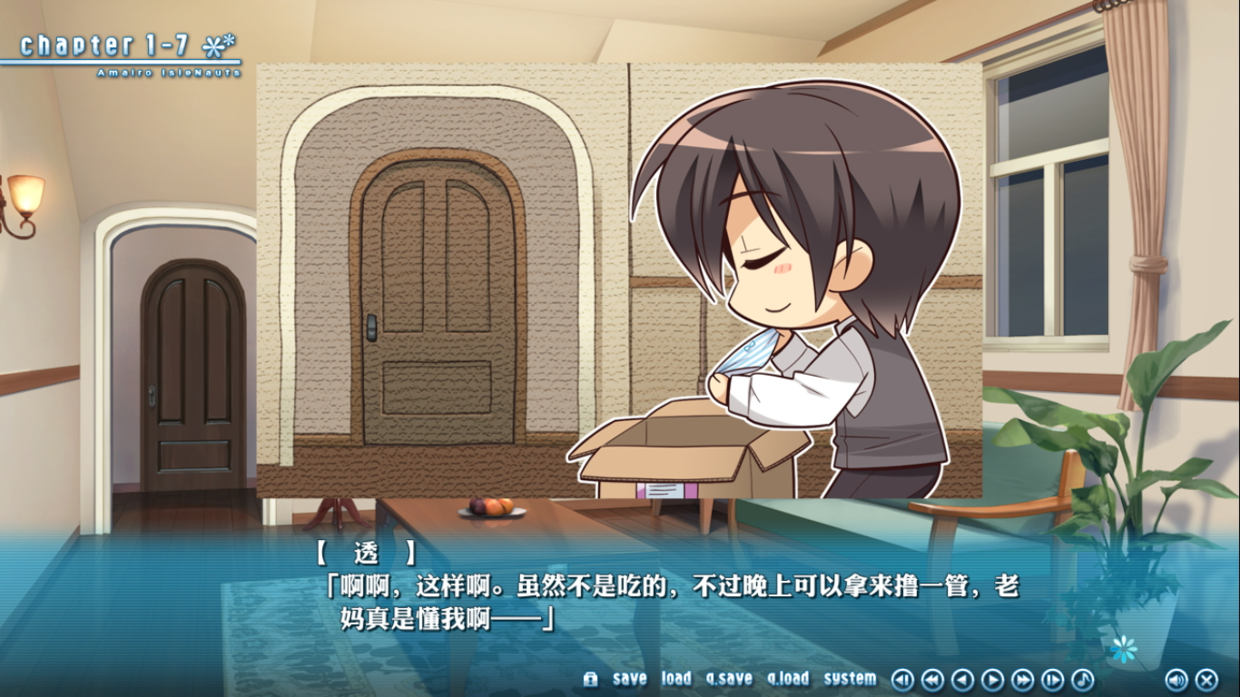 chapter 1-7
Amairo IsleNauts
【 透 】
「啊啊，这样啊。虽然不是吃的，不过晚上可以拿来撸一管，老
妈真是懂我啊——」
save load q.save q.load system